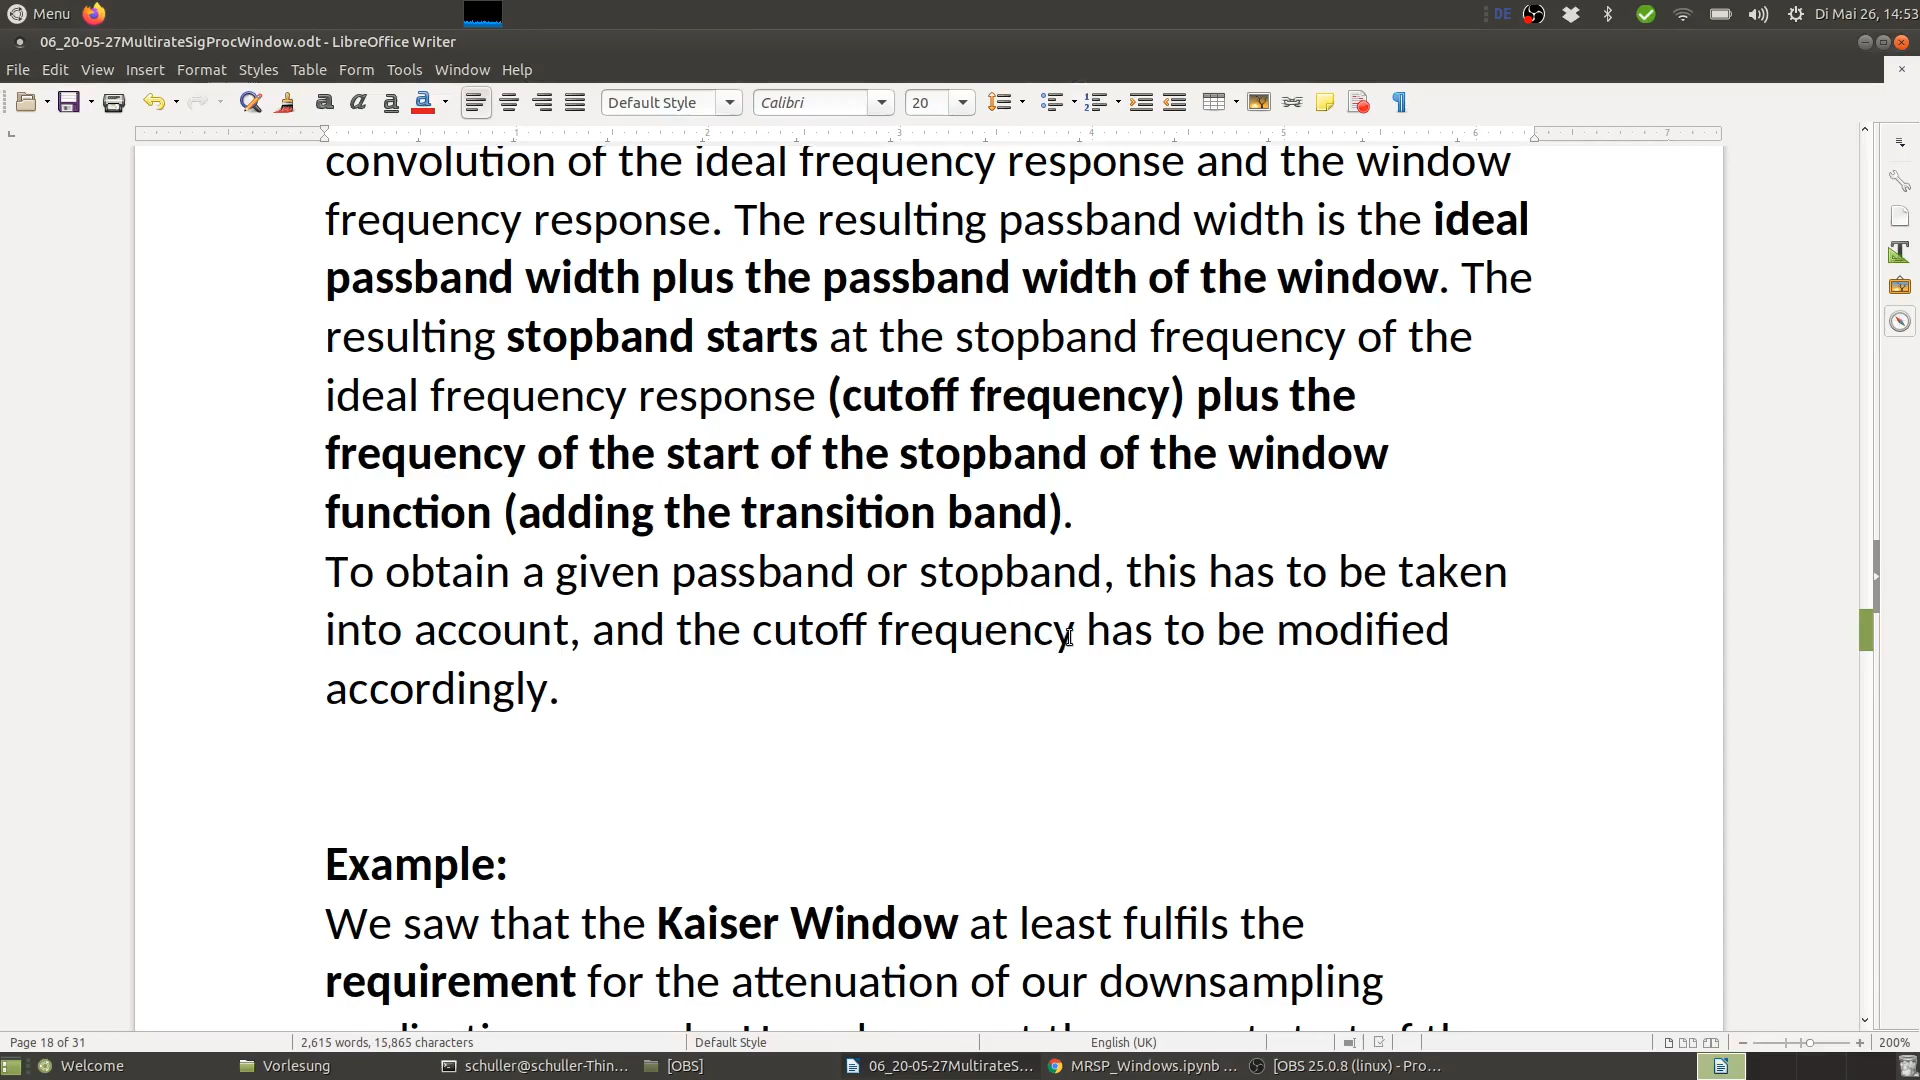 Menu
DE
Di Mai 26, 14:53
06_20-05-27MultirateSigProcWindow.odt - LibreOffice Writer
File Edit View Insert Format Styles Table Form Tools Window Help
Default Style
Calibri
20
1 2 3 4 5 6 7
convolution of the ideal frequency response and the window
frequency response. The resulting passband width is the ideal
passband width plus the passband width of the window. The
resulting stopband starts at the stopband frequency of the
ideal frequency response (cutoff frequency) plus the
frequency of the start of the stopband of the window
function (adding the transition band).
To obtain a given passband or stopband, this has to be taken
into account, and the cutoff frequency has to be modified
accordingly.
Example:
We saw that the Kaiser Window at least fulfils the
requirement for the attenuation of our downsampling
Page 18 of 31
2,615 words, 15,865 characters
Default Style
English (UK)
200%
Welcome
Vorlesung
schuller@schuller-Thin...
[OBS]
06_20-05-27MultirateS...
MRSP_Windows.ipynb ...
[OBS 25.0.8 (linux) - Pro...